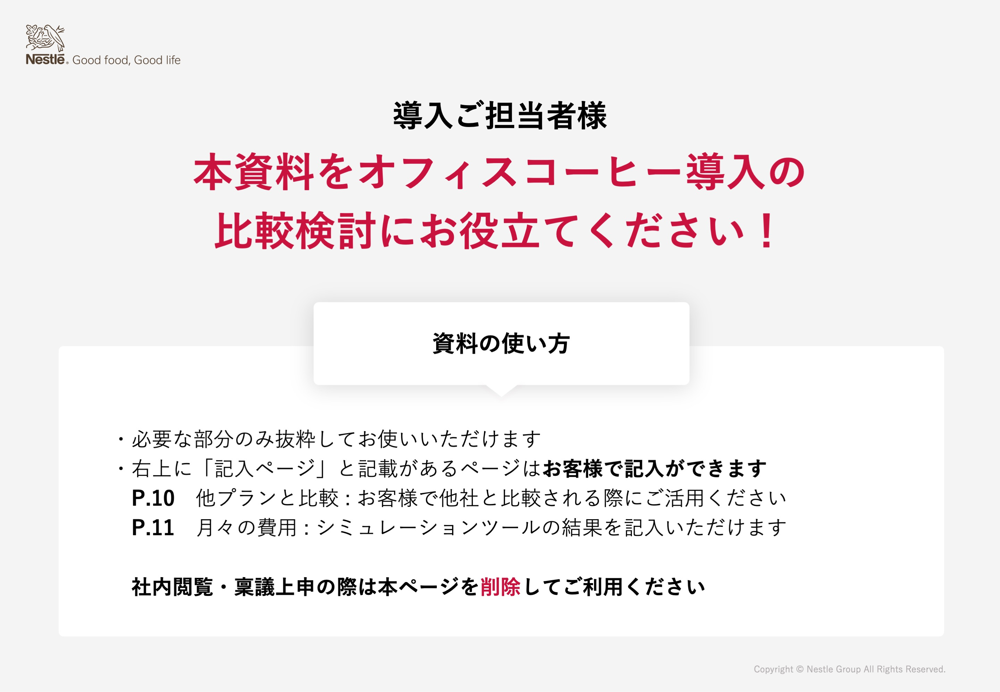 Nestlé® Good food, Good life
導入ご担当者様
本資料をオフィスコーヒー導入の
比較検討にお役立てください！
資料の使い方
・必要な部分のみ抜粋してお使いいただけます
・右上に「記入ページ」と記載があるページはお客様で記入ができます
P.10　他プランと比較：お客様で他社と比較される際にご活用ください
P.11　月々の費用：シミュレーションツールの結果を記入いただけます
社内閲覧・稟議上申の際は本ページを削除してご利用ください
Copyright © Nestle Group All Rights Reserved.